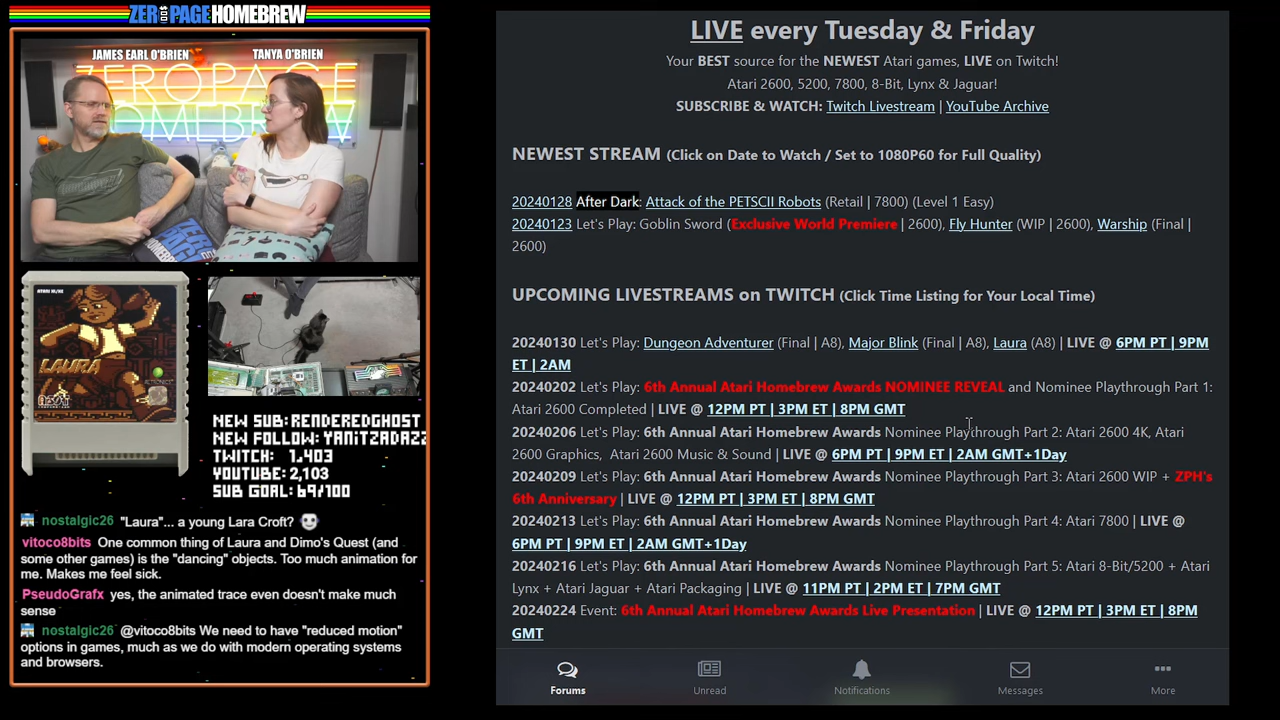 ZEROPAGE HOMEBREW
JAMES EARL O'BRIEN
TANYA O'BRIEN
ZEROPAGE
HOMEBREW
ATARI XL/XE
LAURA
NEW SUB: RENDEREDGHOST
NEW FOLLOW: YANITZADAZZ
TWITCH: 1,403
YOUTUBE: 2,103
SUB GOAL: 69/100
nostalgic26 "Laura"... a young Lara Croft?
vitoco8bits One common thing of Laura and Dimo's Quest (and
some other games) is the "dancing" objects. Too much animation for
me. Makes me feel sick.
PseudoGrafx yes, the animated trace even doesn't make much
sense
nostalgic26 @vitoco8bits We need to have "reduced motion"
options in games, much as we do with modern operating systems
and browsers.
LIVE every Tuesday & Friday
Your BEST source for the NEWEST Atari games, LIVE on Twitch!
Atari 2600, 5200, 7800, 8-Bit, Lynx & Jaguar!
SUBSCRIBE & WATCH: Twitch Livestream | YouTube Archive
NEWEST STREAM (Click on Date to Watch / Set to 1080P60 for Full Quality)
20240128 After Dark: Attack of the PETSCII Robots (Retail | 7800) (Level 1 Easy)
20240123 Let's Play: Goblin Sword (Exclusive World Premiere | 2600), Fly Hunter (WIP | 2600), Warship (Final |
2600)
UPCOMING LIVESTREAMS on TWITCH (Click Time Listing for Your Local Time)
20240130 Let's Play: Dungeon Adventurer (Final | A8), Major Blink (Final | A8), Laura (A8) | LIVE @ 6PM PT | 9PM
ET | 2AM
20240202 Let's Play: 6th Annual Atari Homebrew Awards NOMINEE REVEAL and Nominee Playthrough Part 1:
Atari 2600 Completed | LIVE @ 12PM PT | 3PM ET | 8PM GMT
20240206 Let's Play: 6th Annual Atari Homebrew Awards Nominee Playthrough Part 2: Atari 2600 4K, Atari
2600 Graphics, Atari 2600 Music & Sound | LIVE @ 6PM PT | 9PM ET | 2AM GMT+1Day
20240209 Let's Play: 6th Annual Atari Homebrew Awards Nominee Playthrough Part 3: Atari 2600 WIP + ZPH's
6th Anniversary | LIVE @ 12PM PT | 3PM ET | 8PM GMT
20240213 Let's Play: 6th Annual Atari Homebrew Awards Nominee Playthrough Part 4: Atari 7800 | LIVE @
6PM PT | 9PM ET | 2AM GMT+1Day
20240216 Let's Play: 6th Annual Atari Homebrew Awards Nominee Playthrough Part 5: Atari 8-Bit/5200 + Atari
Lynx + Atari Jaguar + Atari Packaging | LIVE @ 11PM PT | 2PM ET | 7PM GMT
20240224 Event: 6th Annual Atari Homebrew Awards Live Presentation | LIVE @ 12PM PT | 3PM ET | 8PM
GMT
Forums
Unread
Notifications
Messages
More